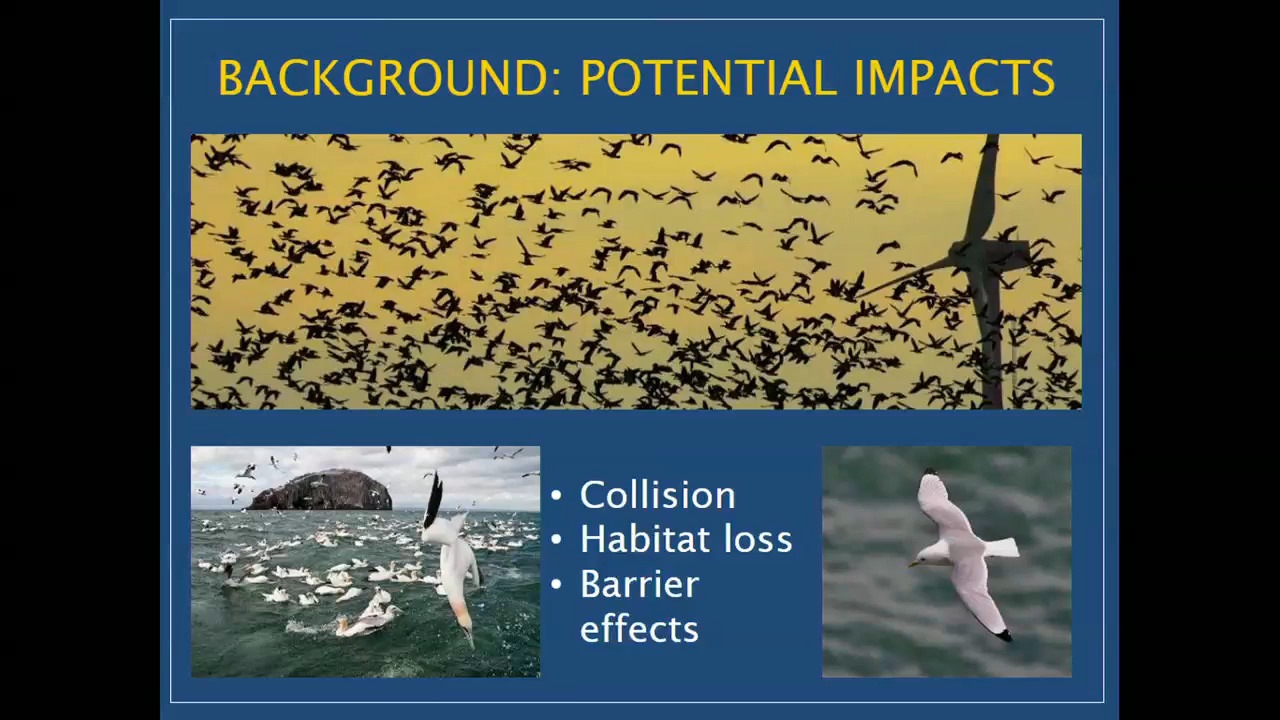 BACKGROUND: POTENTIAL IMPACTS
• Collision
• Habitat loss
• Barrier
effects